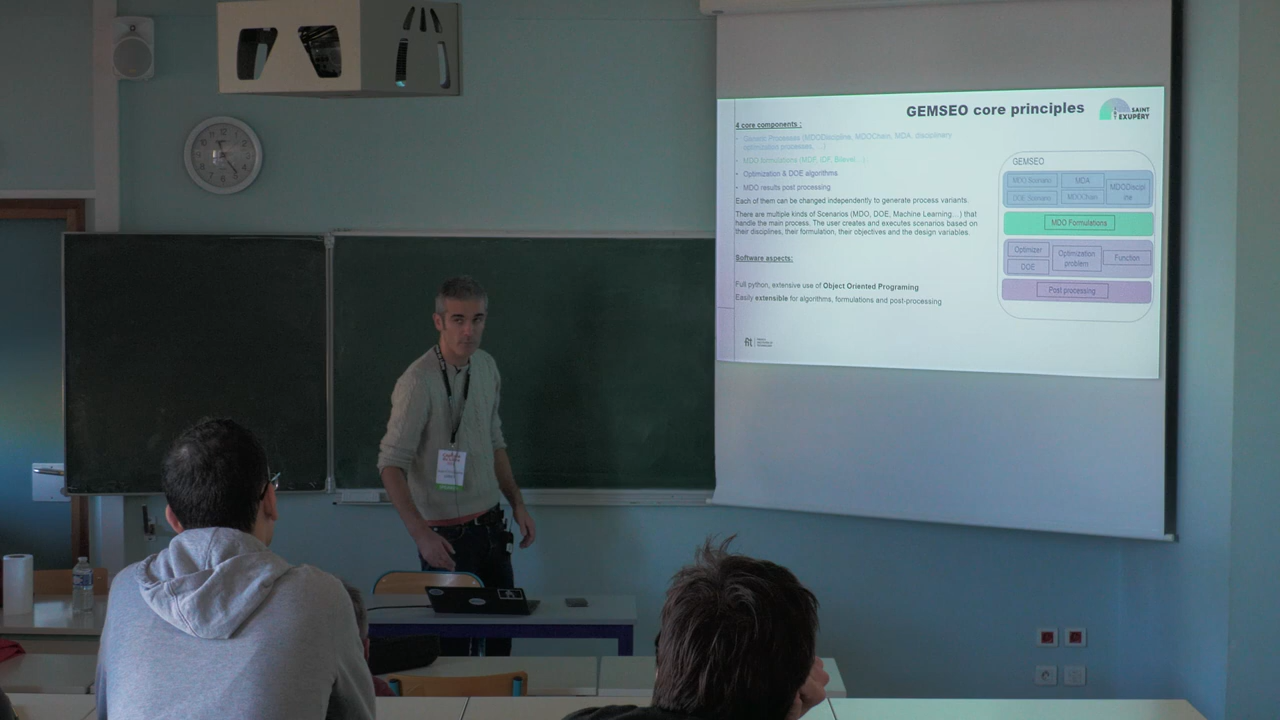 GEMSEO core principles
SAINT
EXUPÉRY
4 core components :
- Generic Processes (MDODiscipline, MDOChain, MDA, disciplinary
optimization processes, ...)
- MDO formulations (MDF, IDF, Bilevel...)
- Optimization & DOE algorithms
- MDO results post processing
Each of them can be changed independently to generate process variants.
There are multiple kinds of Scenarios (MDO, DOE, Machine Learning...) that
handle the main process. The user creates and executes scenarios based on
their disciplines, their formulation, their objectives and the design variables.
Software aspects:
Full python, extensive use of Object Oriented Programing
Easily extensible for algorithms, formulations and post-processing
fit
GEMSEO
MDO Scenario
MDA
MDODiscipl
ine
DOE Scenario
MDOChain
MDO Formulations
Optimizer
Optimization
problem
Function
DOE
Post processing